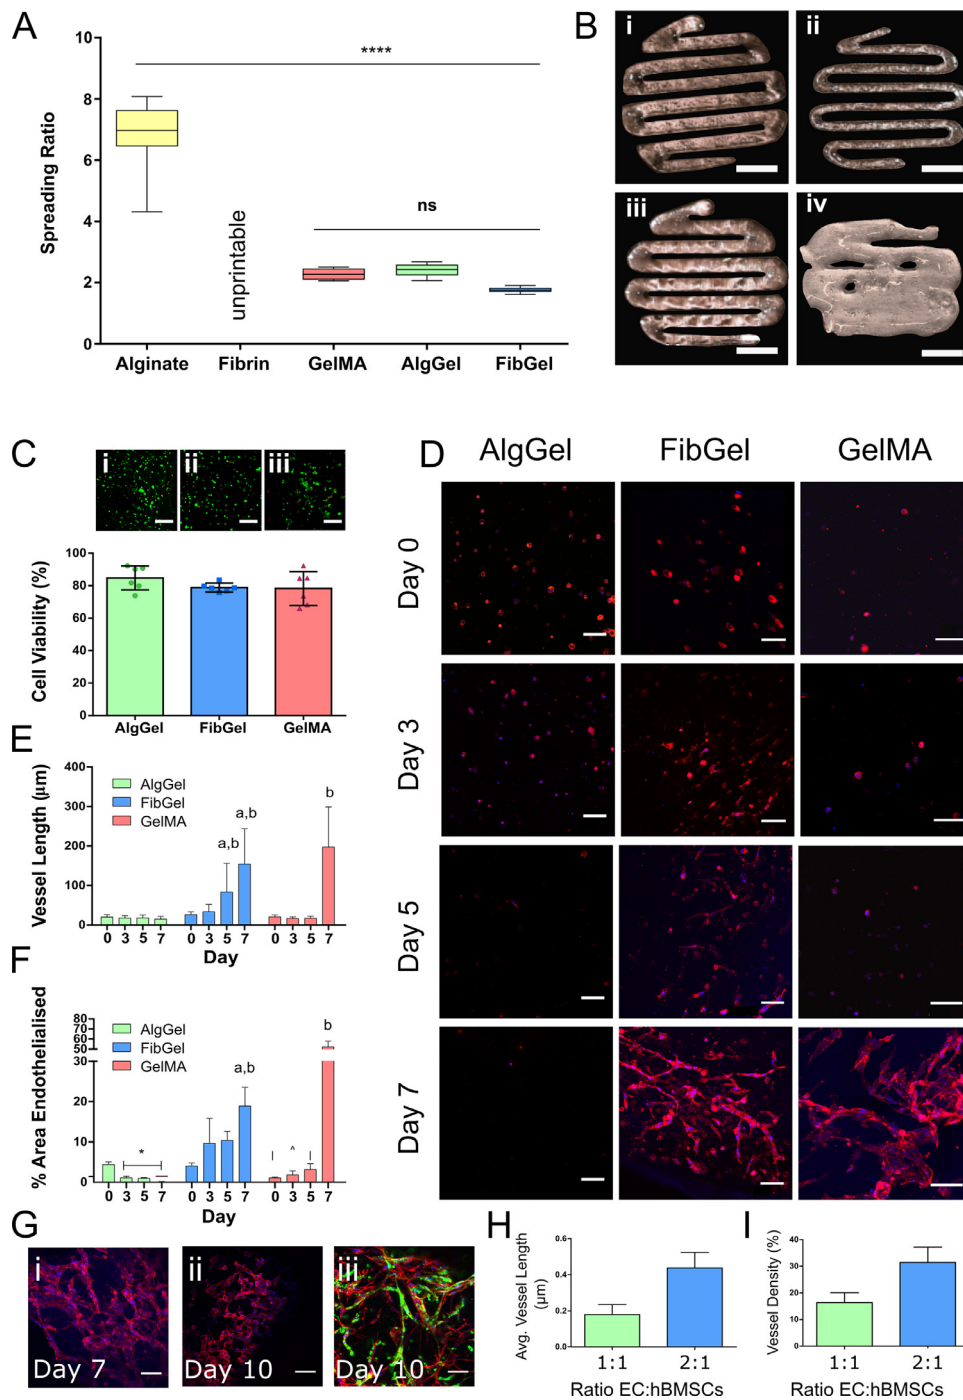 A
Spreading Ratio
10
8
6
4
2
0
****
ns
unprintable
Alginate Fibrin GelMA AlgGel FibGel
B
i
ii
iii
iv
C
i
ii
iii
Cell Viability (%)
100
80
60
40
20
0
AlgGel FibGel GelMA
D
AlgGel FibGel GelMA
Day 0
Day 3
Day 5
Day 7
E
Vessel Length (µm)
400
300
200
100
0
AlgGel
FibGel
GelMA
a,b
a,b
b
0 3 5 7 0 3 5 7 0 3 5 7
Day
F
% Area Endothelialised
80
70
60
50
30
20
10
0
AlgGel
FibGel
GelMA
*
a,b
^
b
0 3 5 7 0 3 5 7 0 3 5 7
Day
G
i
Day 7
ii
Day 10
iii
Day 10
H
Avg. Vessel Length
(µm)
0.6
0.4
0.2
0.0
1:1 2:1
Ratio EC:hBMSCs
I
Vessel Density (%)
40
30
20
10
0
1:1 2:1
Ratio EC:hBMSCs